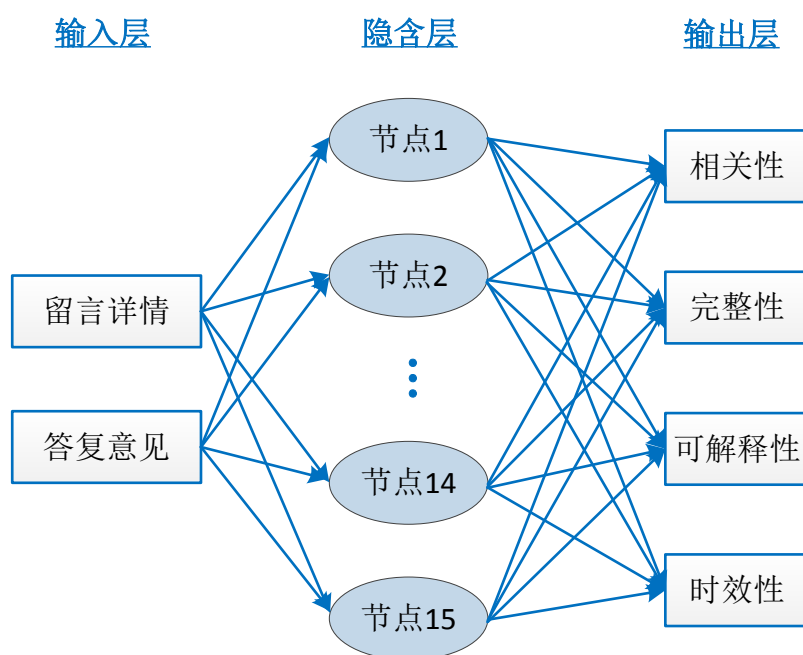 输入层
隐含层
输出层
留言详情
答复意见
节点1
节点2
节点14
节点15
相关性
完整性
可解释性
时效性